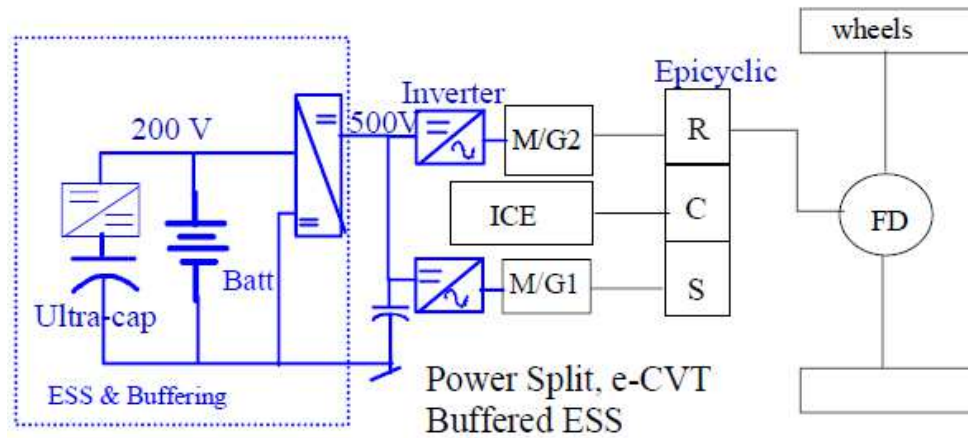 wheels
Epicyclic
Inverter
200 V
500V
M/G2
R
ICE
C
FD
Batt
M/G1
S
Ultra-cap
ESS & Buffering
Power Split, e-CVT
Buffered ESS